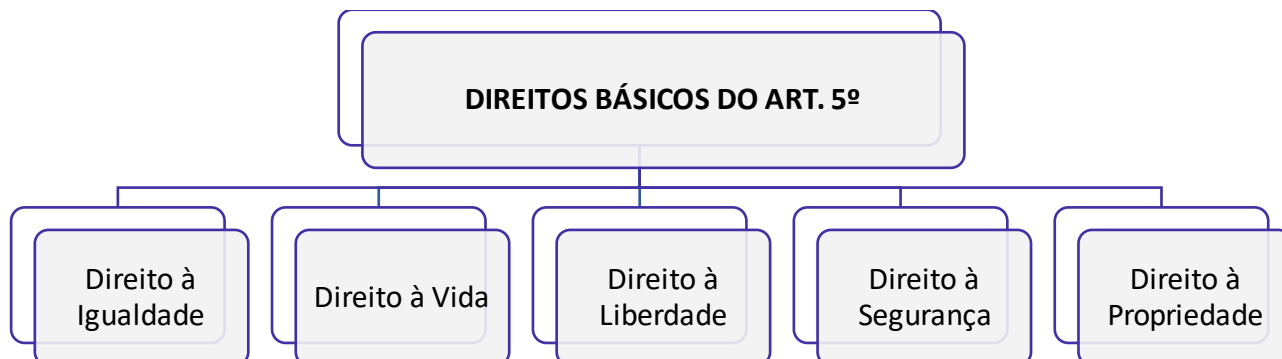 DIREITOS BÁSICOS DO ART. 5º
Direito à
Igualdade
Direito à Vida
Direito à
Liberdade
Direito à
Segurança
Direito à
Propriedade